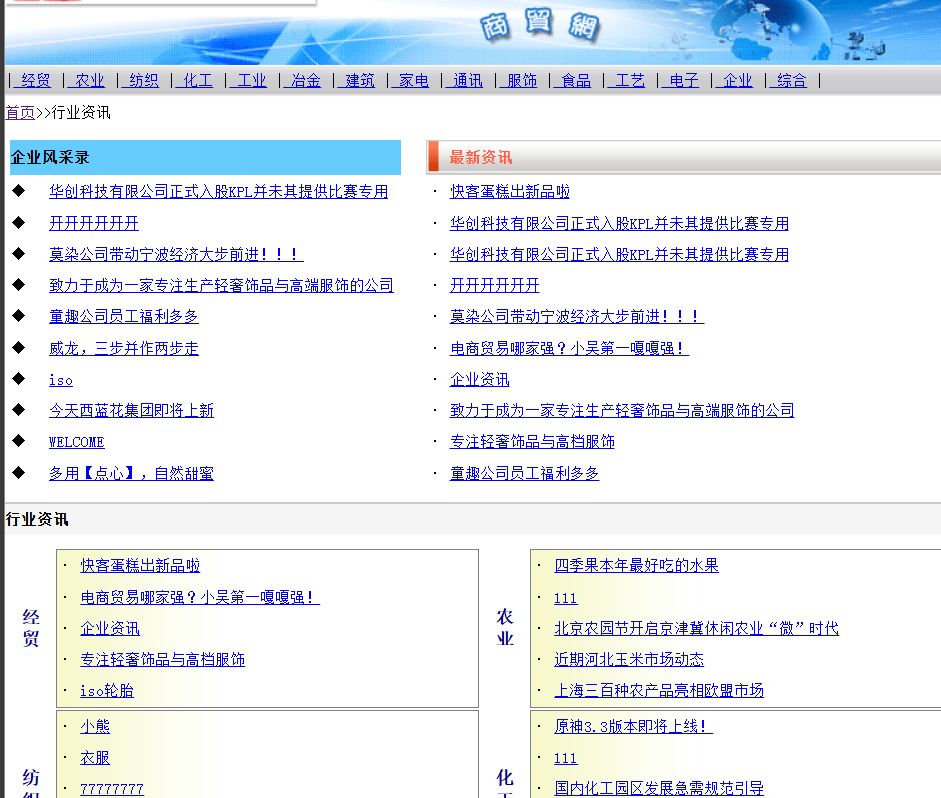 商貿網
| 经贸 | 农业 | 纺织 | 化工 | 工业 | 冶金 | 建筑 | 家电 | 通讯 | 服饰 | 食品 | 工艺 | 电子 | 企业 | 综合 |
首页>>行业资讯
企业风采录
◆ 华创科技有限公司正式入股KPL并未其提供比赛专用
◆ 开开开开开开
◆ 莫染公司带动宁波经济大步前进！！！
◆ 致力于成为一家专注生产轻奢饰品与高端服饰的公司
◆ 童趣公司员工福利多多
◆ 威龙，三步并作两步走
◆ iso
◆ 今天西蓝花集团即将上新
◆ WELCOME
◆ 多用【点心】，自然甜蜜
最新资讯
· 快客蛋糕出新品啦
· 华创科技有限公司正式入股KPL并未其提供比赛专用
· 华创科技有限公司正式入股KPL并未其提供比赛专用
· 开开开开开开
· 莫染公司带动宁波经济大步前进！！！
· 电商贸易哪家强？小吴第一嘎嘎强！
· 企业资讯
· 致力于成为一家专注生产轻奢饰品与高端服饰的公司
· 专注轻奢饰品与高档服饰
· 童趣公司员工福利多多
行业资讯
经贸
· 快客蛋糕出新品啦
· 电商贸易哪家强？小吴第一嘎嘎强！
· 企业资讯
· 专注轻奢饰品与高档服饰
· iso轮胎
农业
· 四季果本年最好吃的水果
· 111
· 北京农园节开启京津冀休闲农业“微”时代
· 近期河北玉米市场动态
· 上海三百种农产品亮相欧盟市场
纺织
· 小熊
· 衣服
· 77777777
化工
· 原神3.3版本即将上线！
· 111
· 国内化工园区发展急需规范引导